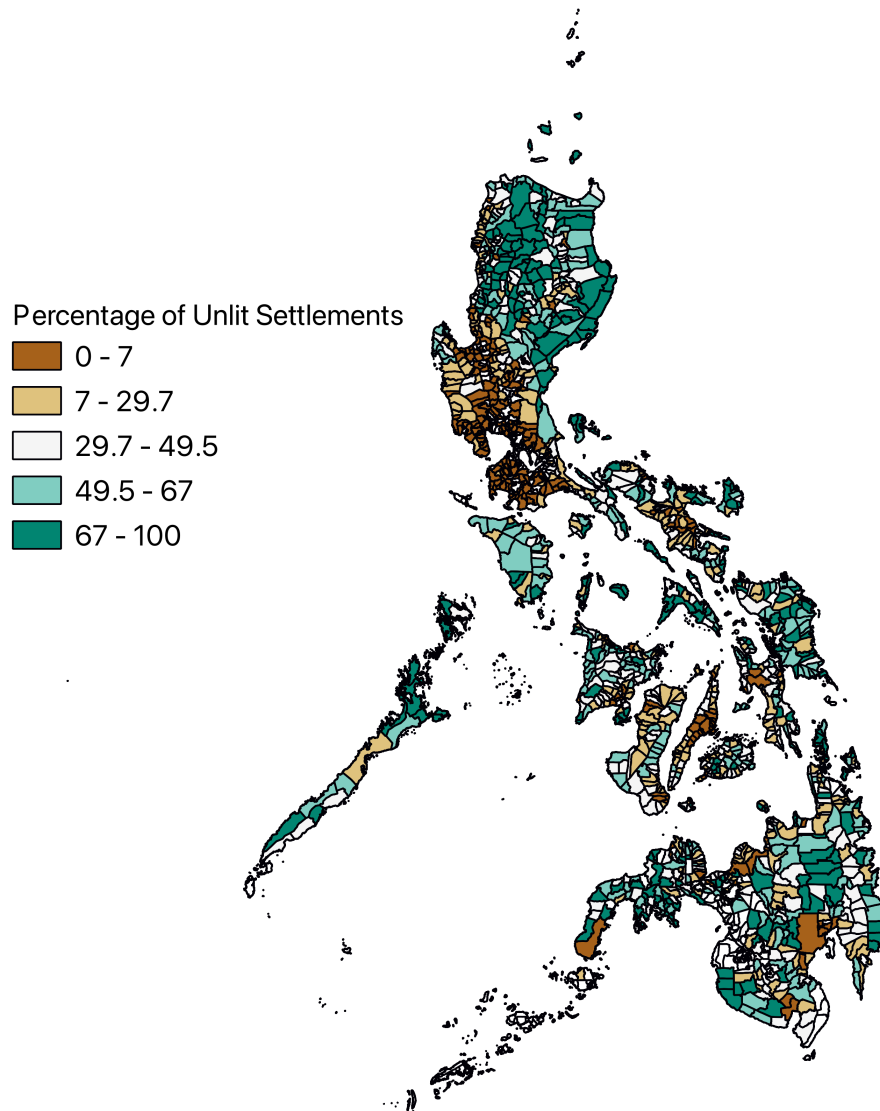 Percentage of Unlit Settlements
0 - 7
7 - 29.7
29.7 - 49.5
49.5 - 67
67 - 100